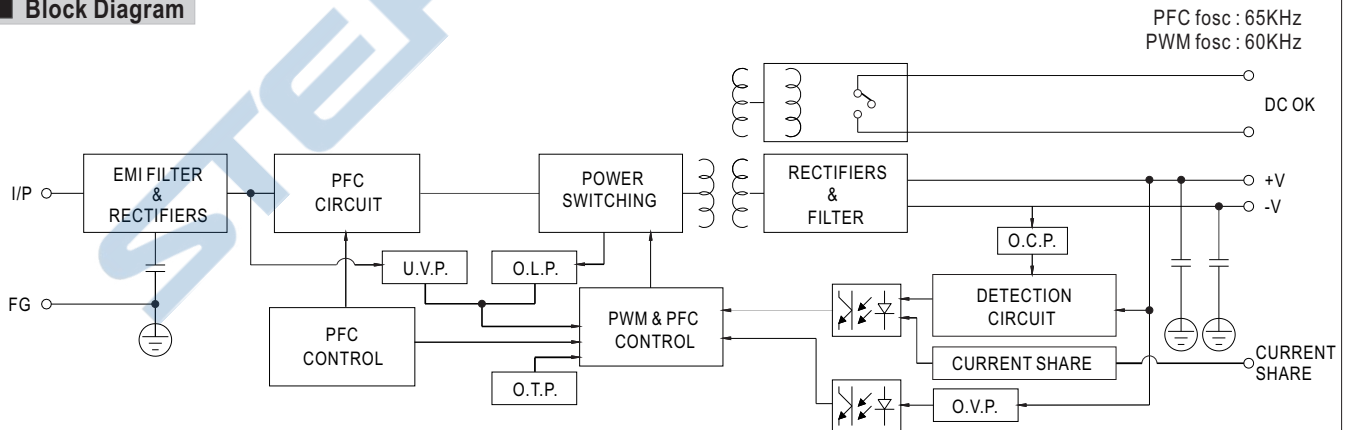 Block Diagram
PFC fosc : 65KHz
PWM fosc : 60KHz
DC OK
I/P
EMI FILTER
&
RECTIFIERS
PFC
CIRCUIT
POWER
SWITCHING
RECTIFIERS
&
FILTER
+V
-V
O.C.P.
U.V.P.
O.L.P.
FG
PFC
CONTROL
PWM & PFC
CONTROL
DETECTION
CIRCUIT
CURRENT SHARE
CURRENT
SHARE
O.T.P.
O.V.P.